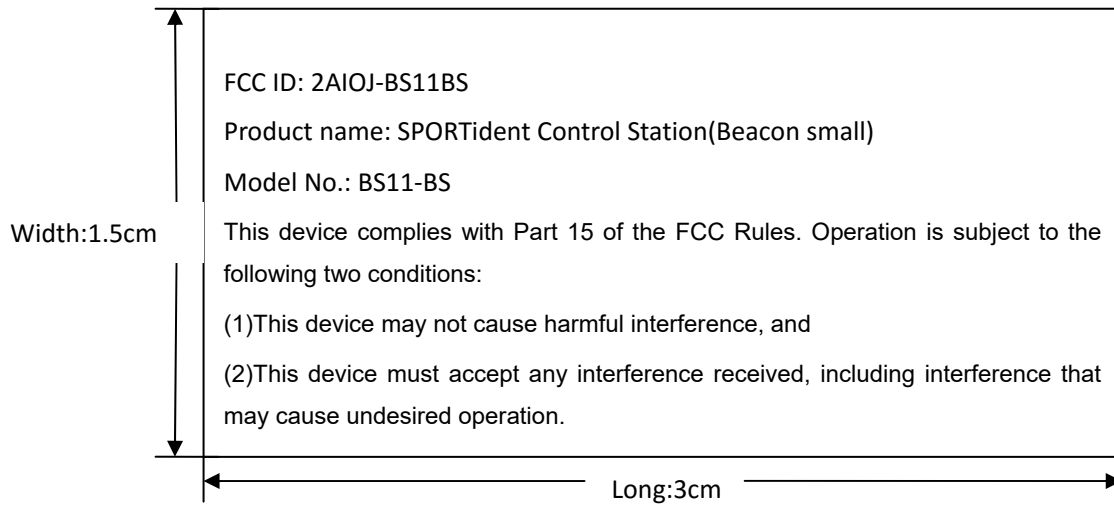 FCC ID: 2AIOJ-BS11BS
Product name: SPORTident Control Station(Beacon small)
Model No.: BS11-BS
Width:1.5cm
This device complies with Part 15 of the FCC Rules. Operation is subject to the
following two conditions:
(1)This device may not cause harmful interference, and
(2)This device must accept any interference received, including interference that
may cause undesired operation.
Long:3cm